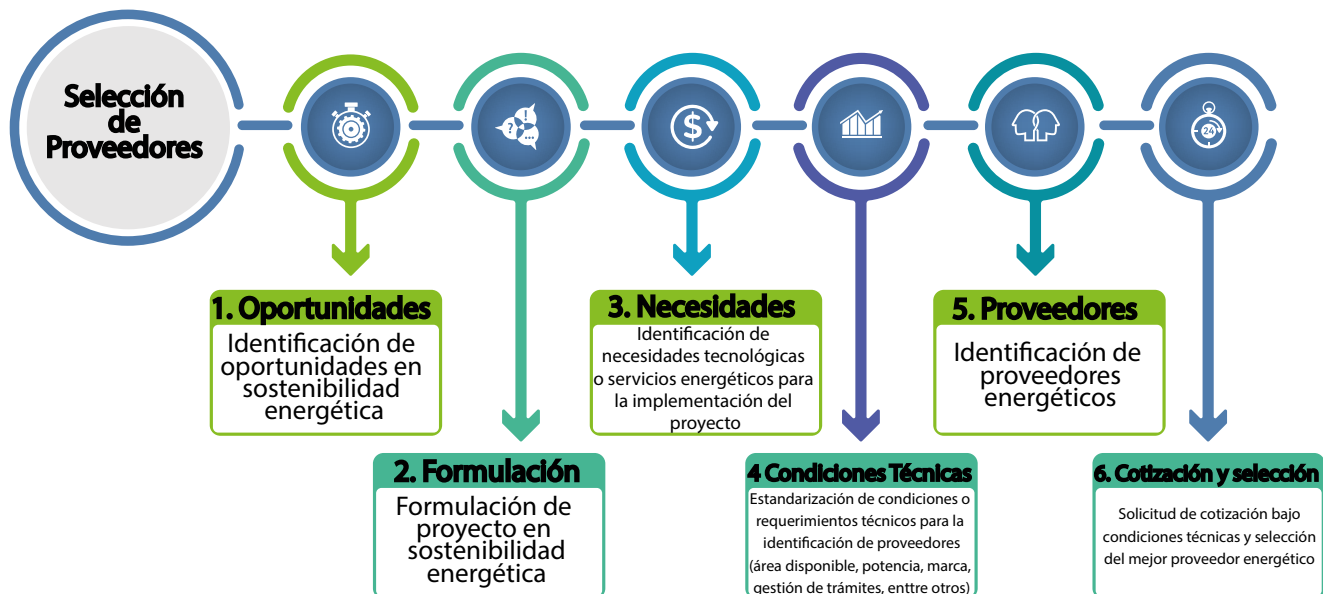 Selección
de
Proveedores
1. Oportunidades
Identificación de
oportunidades en
sostenibilidad
energética
2. Formulación
Formulación de
proyecto en
sostenibilidad
energética
3. Necesidades
Identificación de
necesidades tecnológicas
o servicios energéticos para
la implementación del
proyecto
4 Condiciones Técnicas
Estandarización de condiciones o
requerimientos técnicos para la
identificación de proveedores
(área disponible, potencia, marca,
gestión de trámites, enttre otros)
5. Proveedores
Identificación de
proveedores
energéticos
6. Cotización y selección
Solicitud de cotización bajo
condiciones técnicas y selección
del mejor proveedor energético
?
!
...
$
24